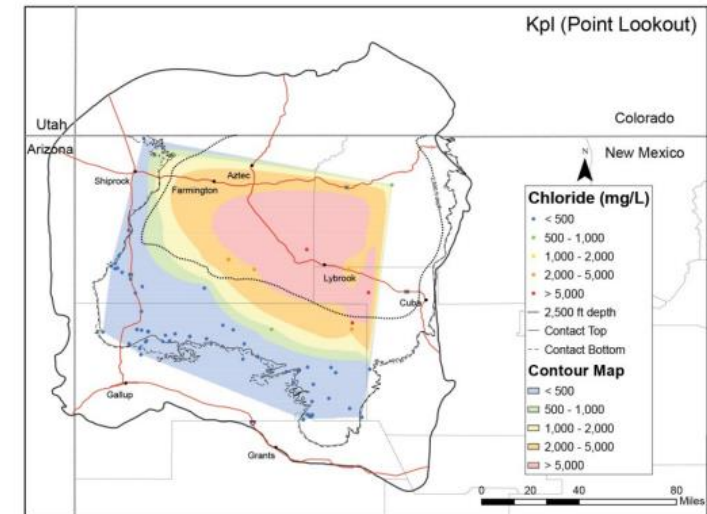 Kpl (Point Lookout)
Utah
Colorado
Arizona
New Mexico
N
Shiprock
Farmington
Aztec
Lybrook
Cuba
Gallup
Grants
Chloride (mg/L)
< 500
500 - 1,000
1,000 - 2,000
2,000 - 5,000
> 5,000
2,500 ft depth
Contact Top
Contact Bottom
Contour Map
< 500
500 - 1,000
1,000 - 2,000
2,000 - 5,000
> 5,000
0 20 40 60 80
Miles